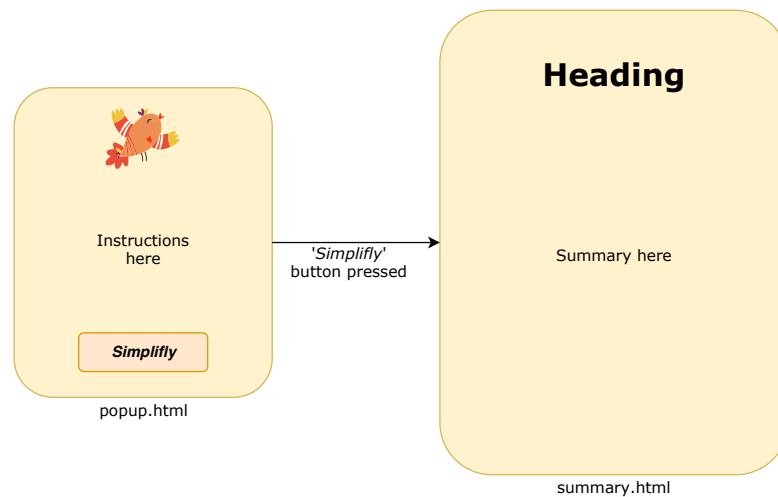 Instructions
here
Simplifly
popup.html
'Simplifly'
button pressed
Heading
Summary here
summary.html